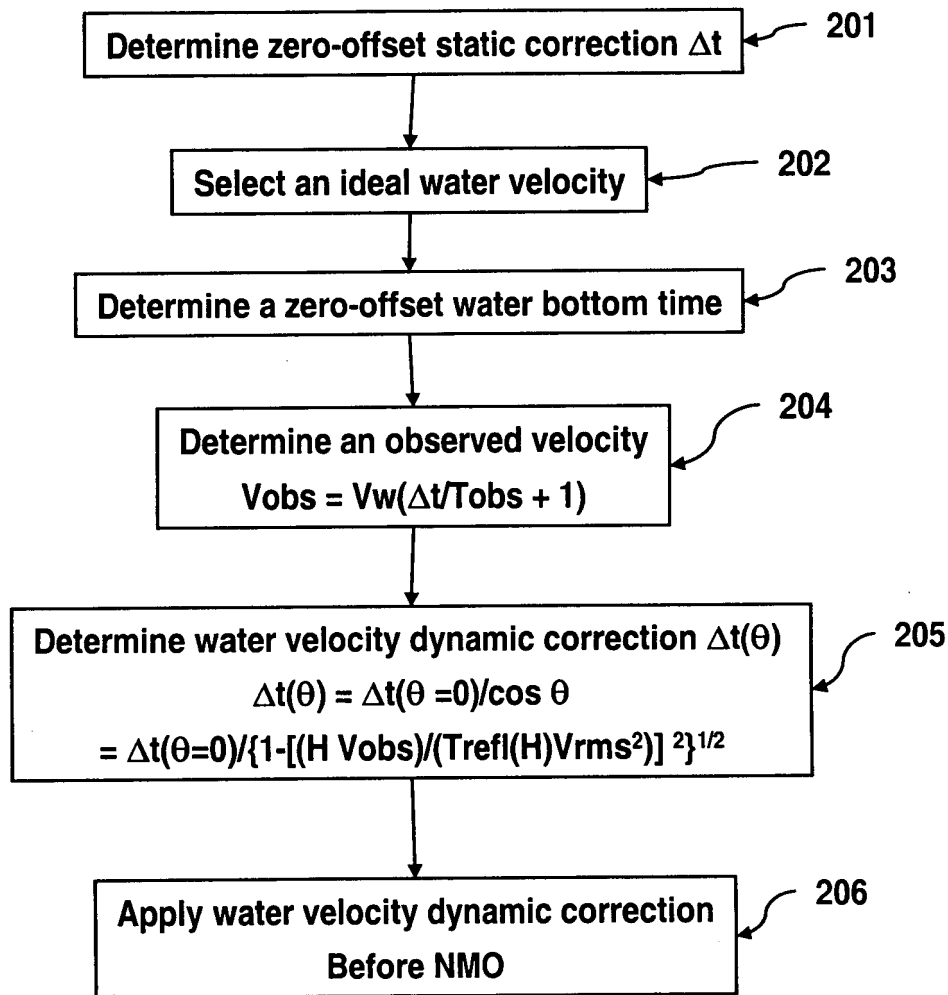 Determine zero-offset static correction Δt
201
Select an ideal water velocity
202
Determine a zero-offset water bottom time
203
204
Determine an observed velocity
Vobs = Vw(Δt/Tobs + 1)
Determine water velocity dynamic correction Δt(θ)
205
Δt(θ) = Δt(θ =0)/cos θ
= Δt(θ=0)/{1-[(H Vobs)/(Trefl(H)Vrms²)] ²}¹/²
Apply water velocity dynamic correction
206
Before NMO